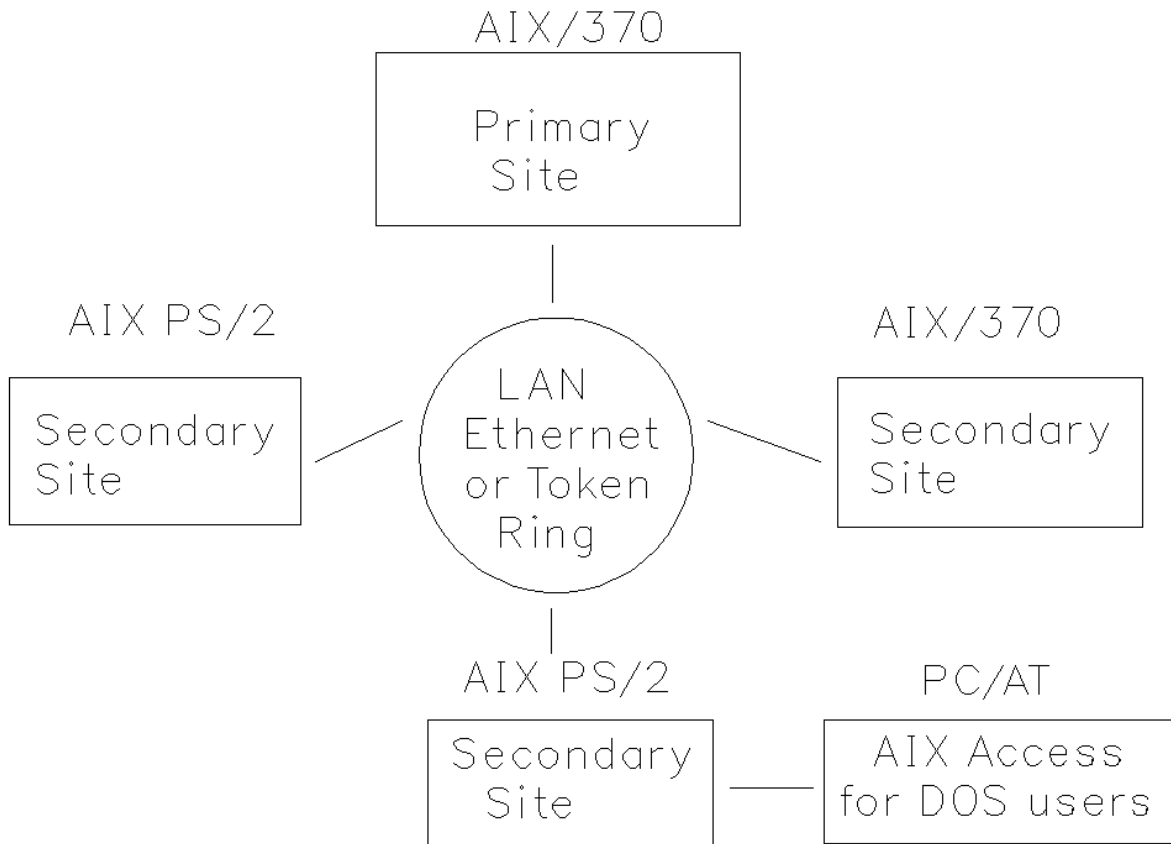 AIX/370
Primary
Site
AIX PS/2
Secondary
Site
LAN
Ethernet
or Token
Ring
AIX/370
Secondary
Site
AIX PS/2
Secondary
Site
PC/AT
AIX Access
for DOS users